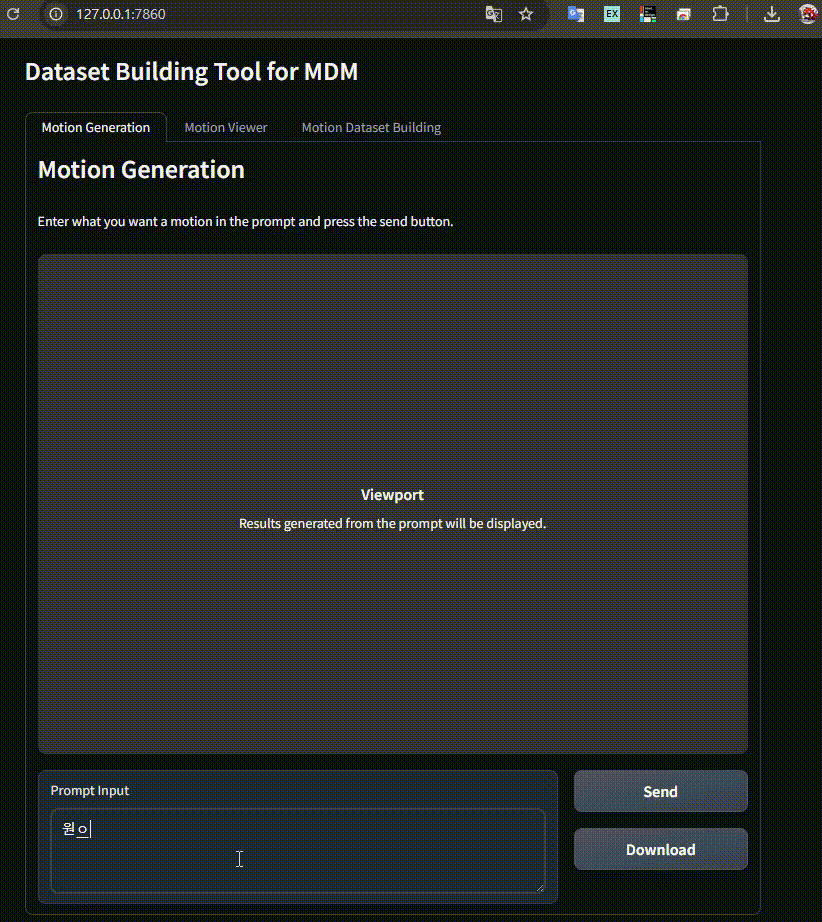 127.0.0.1:7860
EX
Dataset Building Tool for MDM
Motion Generation
Motion Viewer
Motion Dataset Building
Motion Generation
Enter what you want a motion in the prompt and press the send button.
Viewport
Results generated from the prompt will be displayed.
Prompt Input
Send
원ㅇ
Download